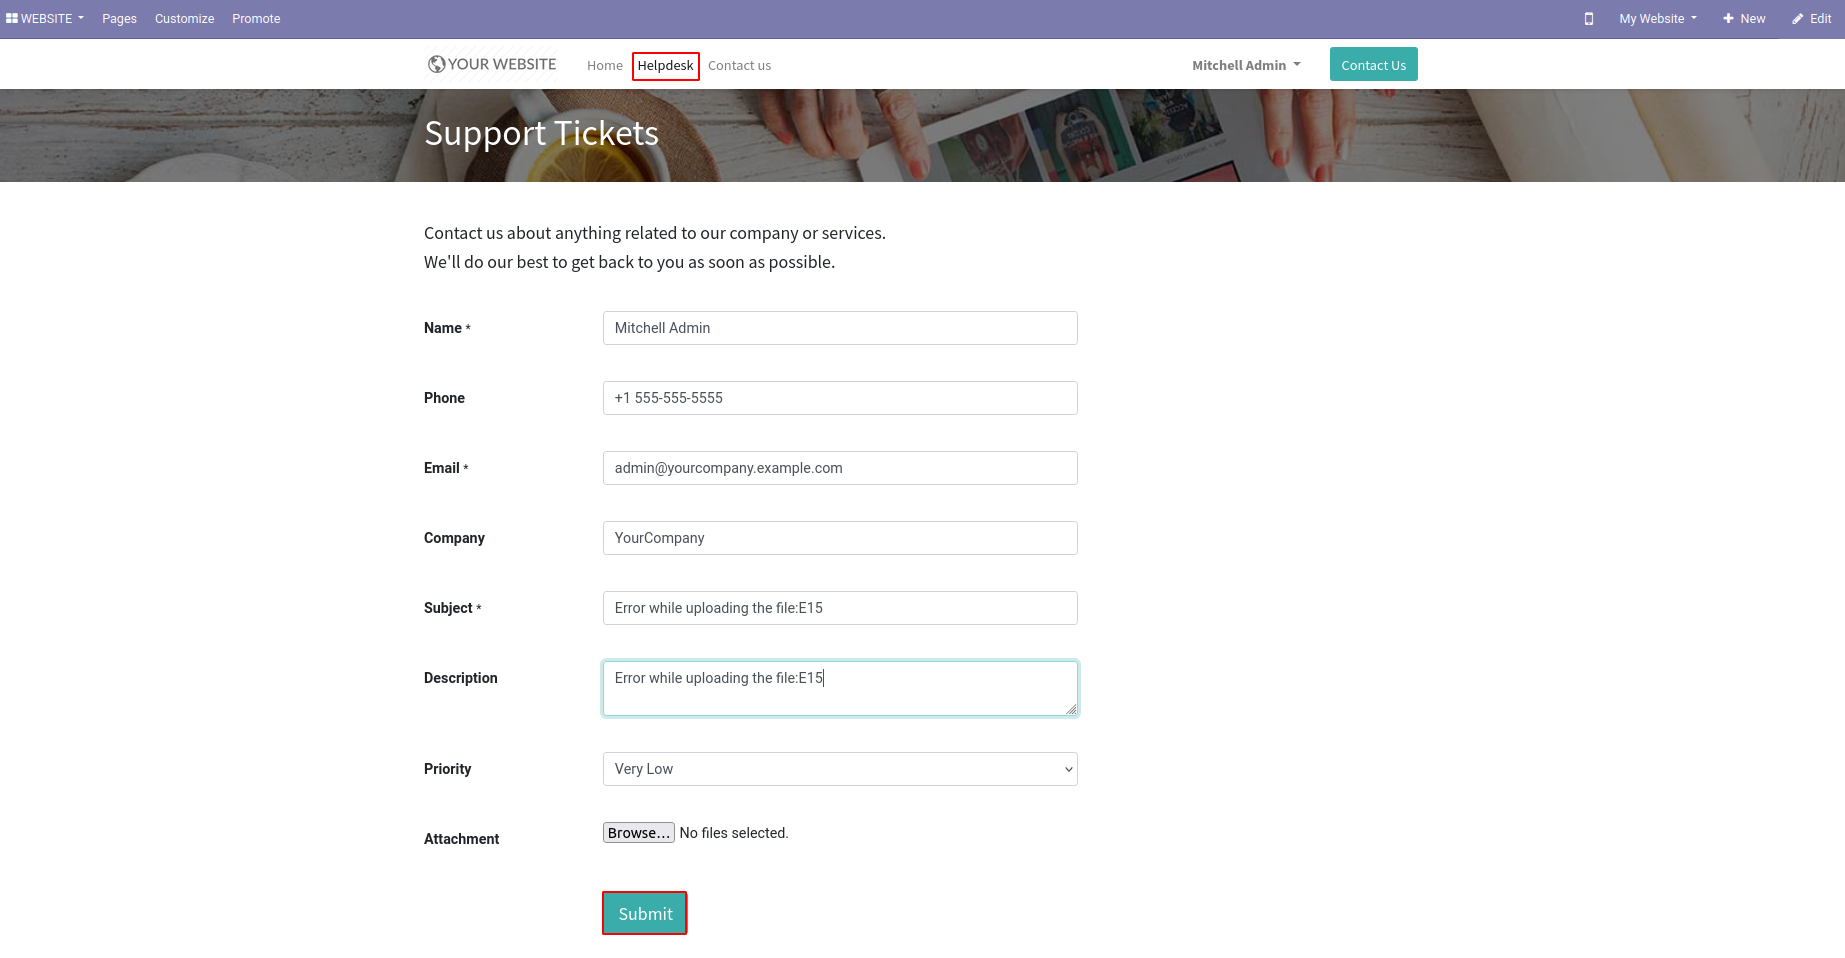 WEBSITE Pages Customize Promote My Website New Edit
YOUR WEBSITE Home Helpdesk Contact us Mitchell Admin Contact Us
Support Tickets
Contact us about anything related to our company or services.
We'll do our best to get back to you as soon as possible.
Name * Mitchell Admin
Phone +1 555-555-5555
Email * admin@yourcompany.example.com
Company YourCompany
Subject * Error while uploading the file:E15
Description Error while uploading the file:E15
Priority Very Low
Attachment Browse... No files selected.
Submit